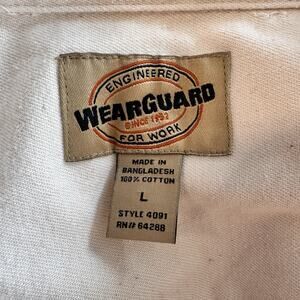 ENGINEERED
WEARGUARD
SINCE 1952
FOR WORK
MADE IN
BANGLADESH
100% COTTON
L
STYLE 4091
RN# 64288